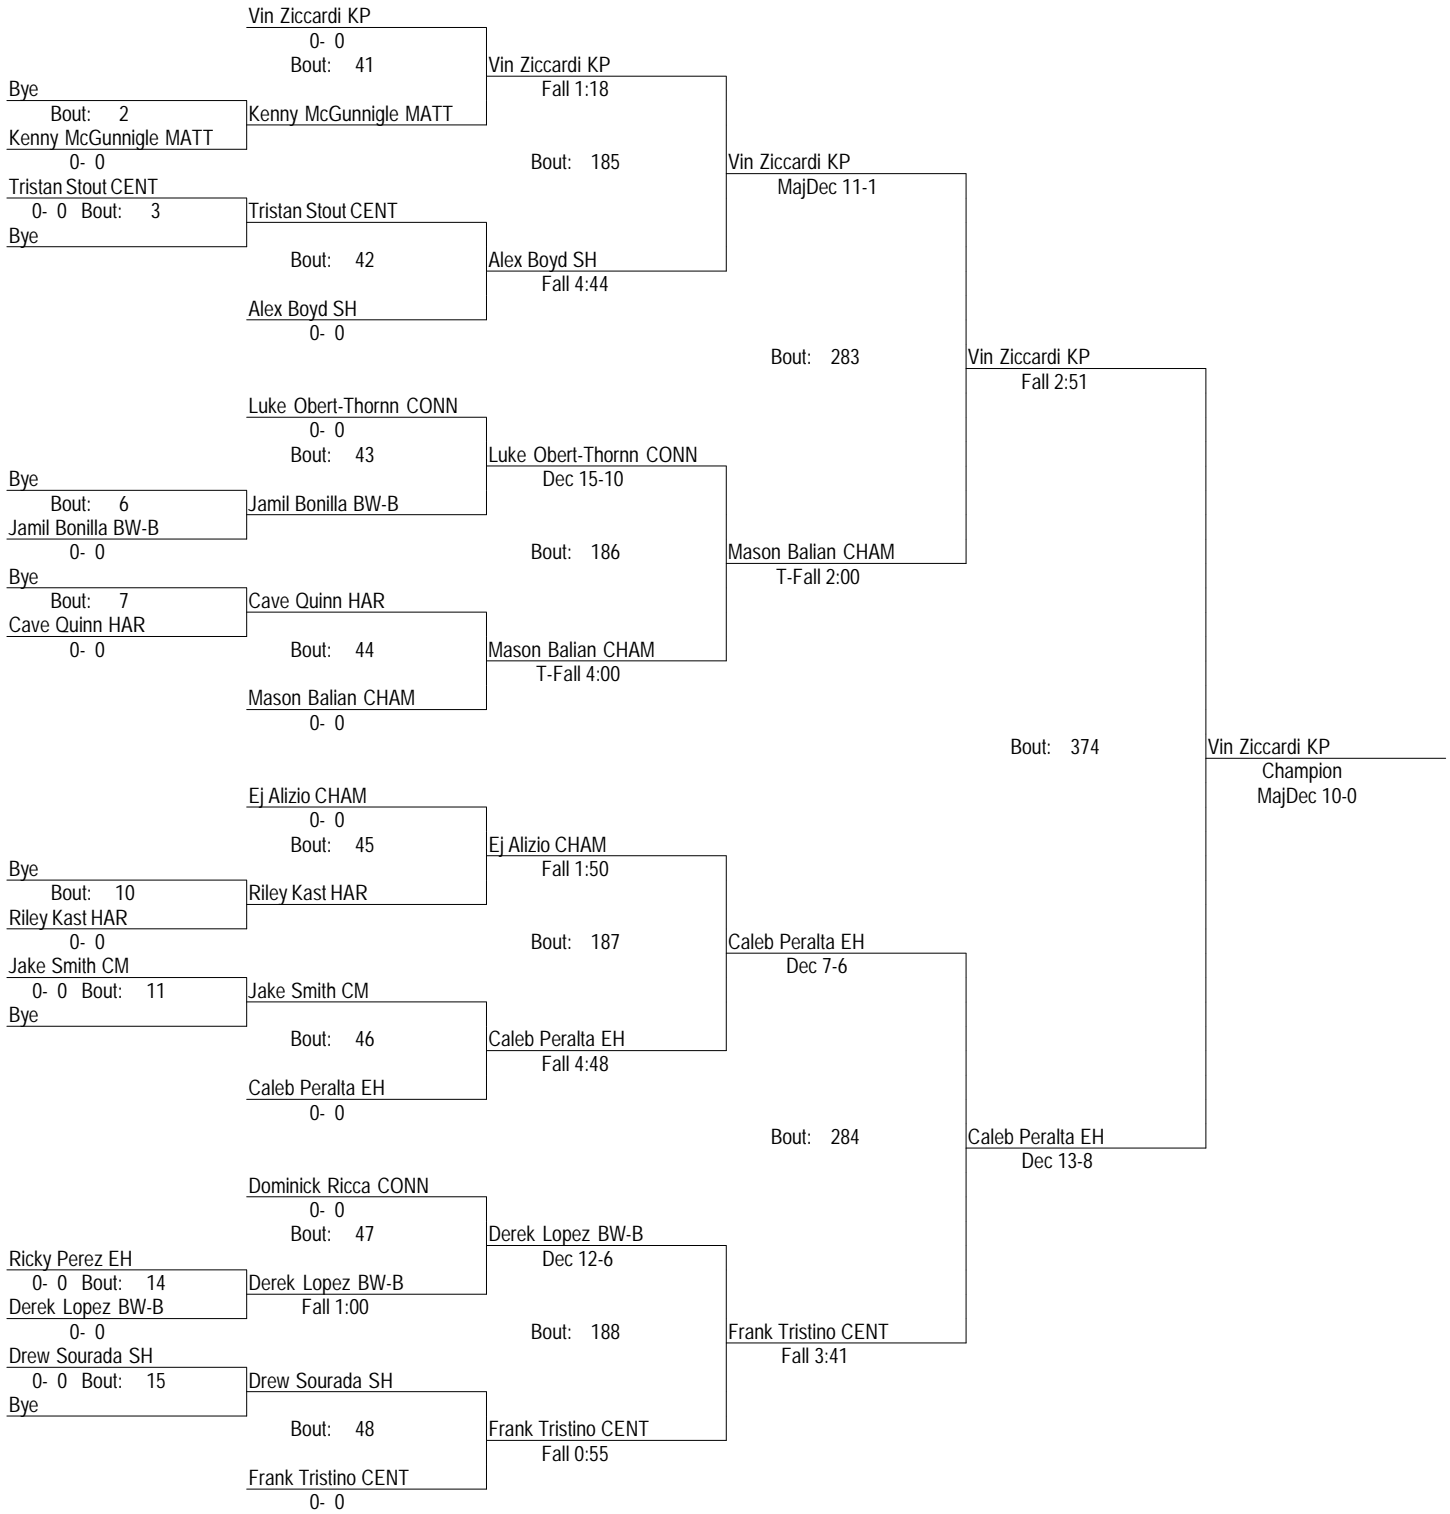 Vin Ziccardi KP
0- 0
Bout: 41
Vin Ziccardi KP
Fall 1:18
Bye
Bout: 2
Kenny McGunnigle MATT
Kenny McGunnigle MATT
0- 0
Bout: 185
Vin Ziccardi KP
MajDec 11-1
Tristan Stout CENT
0- 0 Bout: 3
Tristan Stout CENT
Bye
Bout: 42
Alex Boyd SH
Fall 4:44
Alex Boyd SH
0- 0
Bout: 283
Vin Ziccardi KP
Fall 2:51
Luke Obert-Thornn CONN
0- 0
Bout: 43
Luke Obert-Thornn CONN
Dec 15-10
Bye
Bout: 6
Jamil Bonilla BW-B
Jamil Bonilla BW-B
0- 0
Bout: 186
Mason Balian CHAM
T-Fall 2:00
Bye
Bout: 7
Cave Quinn HAR
Cave Quinn HAR
0- 0
Bout: 44
Mason Balian CHAM
T-Fall 4:00
Mason Balian CHAM
0- 0
Bout: 374
Vin Ziccardi KP
Champion
MajDec 10-0
Ej Alizio CHAM
0- 0
Bout: 45
Ej Alizio CHAM
Fall 1:50
Bye
Bout: 10
Riley Kast HAR
Riley Kast HAR
0- 0
Bout: 187
Caleb Peralta EH
Dec 7-6
Jake Smith CM
0- 0 Bout: 11
Jake Smith CM
Bye
Bout: 46
Caleb Peralta EH
Fall 4:48
Caleb Peralta EH
0- 0
Bout: 284
Caleb Peralta EH
Dec 13-8
Dominick Ricca CONN
0- 0
Bout: 47
Derek Lopez BW-B
Dec 12-6
Ricky Perez EH
0- 0 Bout: 14
Derek Lopez BW-B
Fall 1:00
Derek Lopez BW-B
0- 0
Bout: 188
Frank Tristino CENT
Fall 3:41
Drew Sourada SH
0- 0 Bout: 15
Drew Sourada SH
Bye
Bout: 48
Frank Tristino CENT
Fall 0:55
Frank Tristino CENT
0- 0